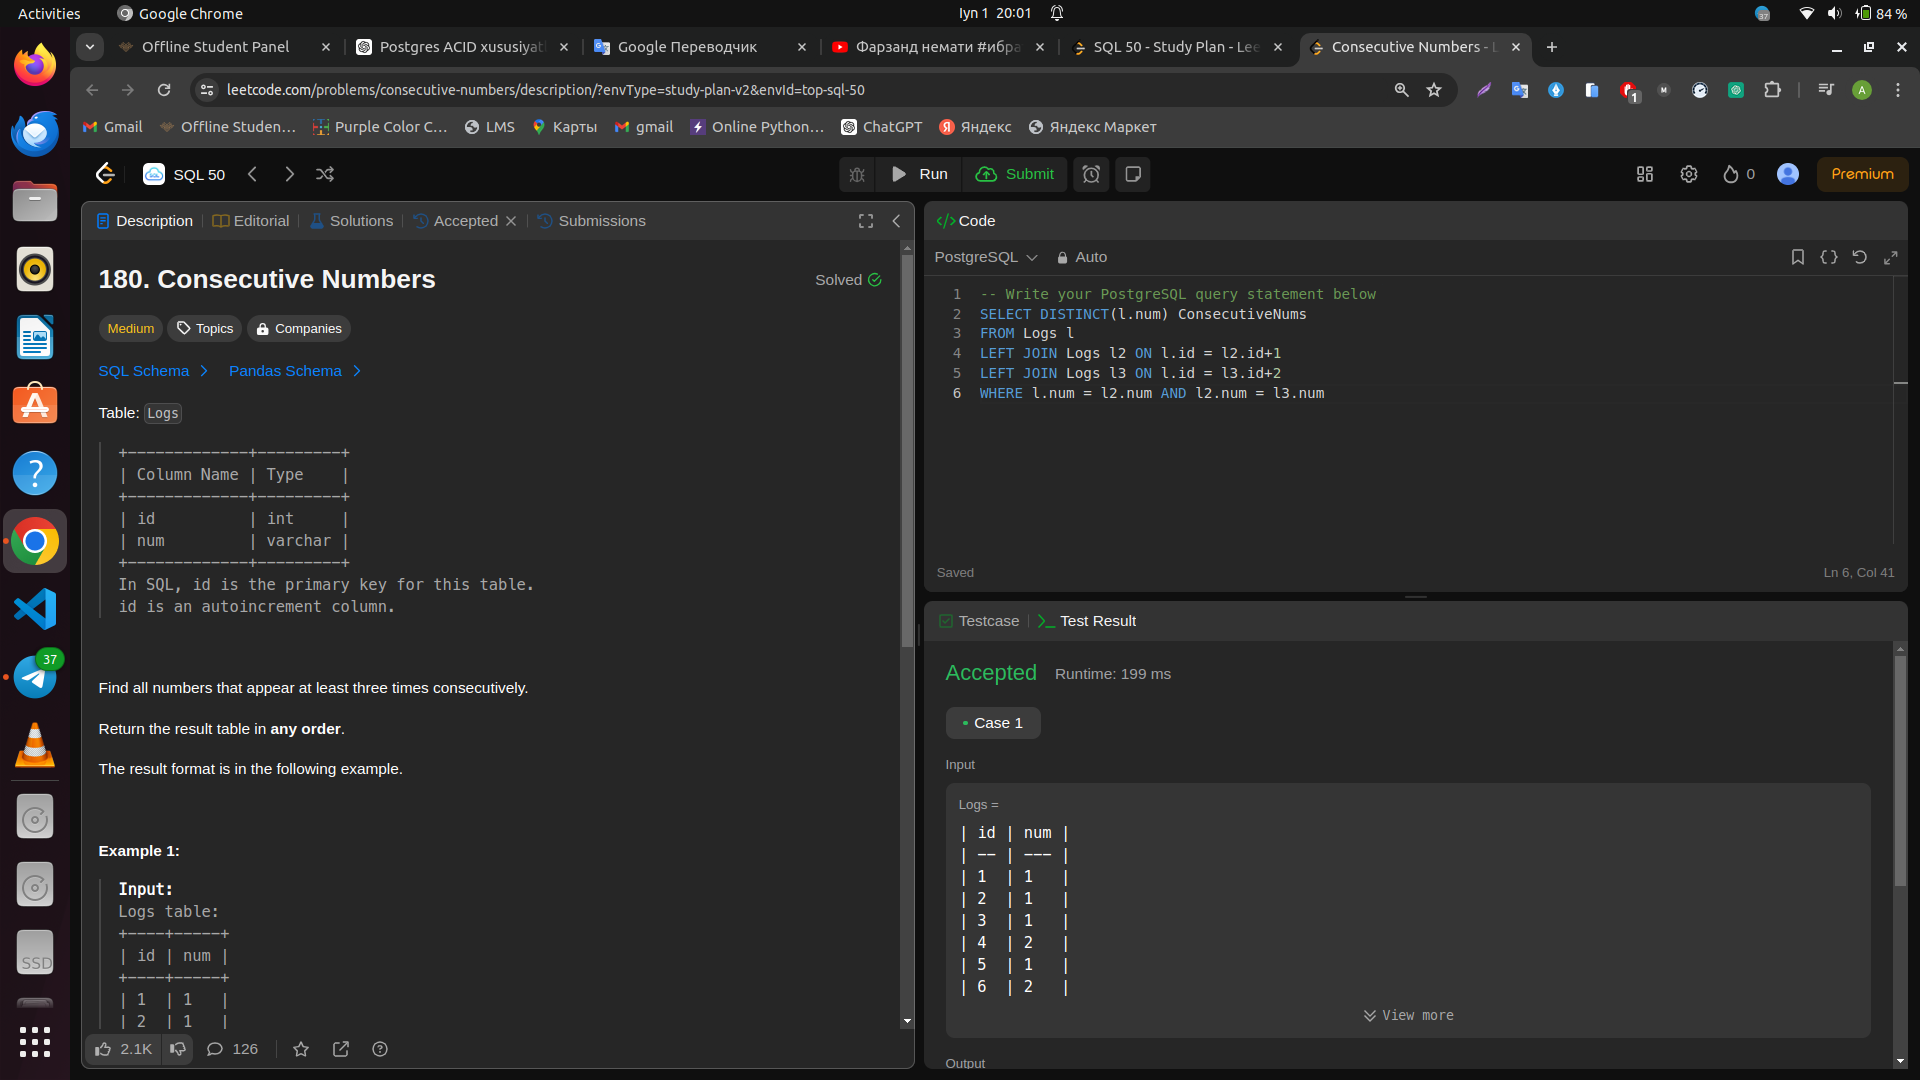 Activities
Google Chrome
Iyn 1 20:01
37
84 %
Offline Student Panel
Postgres ACID xususiyatl
Google Переводчик
Фарзанд немати #ибра
SQL 50 - Study Plan - Lee
Consecutive Numbers - L
leetcode.com/problems/consecutive-numbers/description/?envType=study-plan-v2&envId=top-sql-50
1
M
A
Gmail
Offline Studen...
Purple Color C...
LMS
Карты
gmail
Online Python...
ChatGPT
Яндекс
Яндекс Маркет
SQL 50
Run
Submit
0
Premium
Description
Editorial
Solutions
Accepted
Submissions
180. Consecutive Numbers
Solved
Medium
Topics
Companies
SQL Schema
Pandas Schema
Table: Logs
+-------------+---------+
| Column Name | Type    |
+-------------+---------+
| id          | int     |
| num         | varchar |
+-------------+---------+
In SQL, id is the primary key for this table.
id is an autoincrement column.
Find all numbers that appear at least three times consecutively.
Return the result table in any order.
The result format is in the following example.
Example 1:
Input:
Logs table:
+----+-----+
| id | num |
+----+-----+
| 1  | 1   |
| 2  | 1   |
2.1K
126
Code
PostgreSQL
Auto
1 -- Write your PostgreSQL query statement below
2 SELECT DISTINCT(l.num) ConsecutiveNums
3 FROM Logs l
4 LEFT JOIN Logs l2 ON l.id = l2.id+1
5 LEFT JOIN Logs l3 ON l.id = l3.id+2
6 WHERE l.num = l2.num AND l2.num = l3.num
Saved
Ln 6, Col 41
Testcase
Test Result
Accepted
Runtime: 199 ms
Case 1
Input
Logs =
| id | num |
| -- | --- |
| 1  | 1   |
| 2  | 1   |
| 3  | 1   |
| 4  | 2   |
| 5  | 1   |
| 6  | 2   |
View more
Output
37
SSD